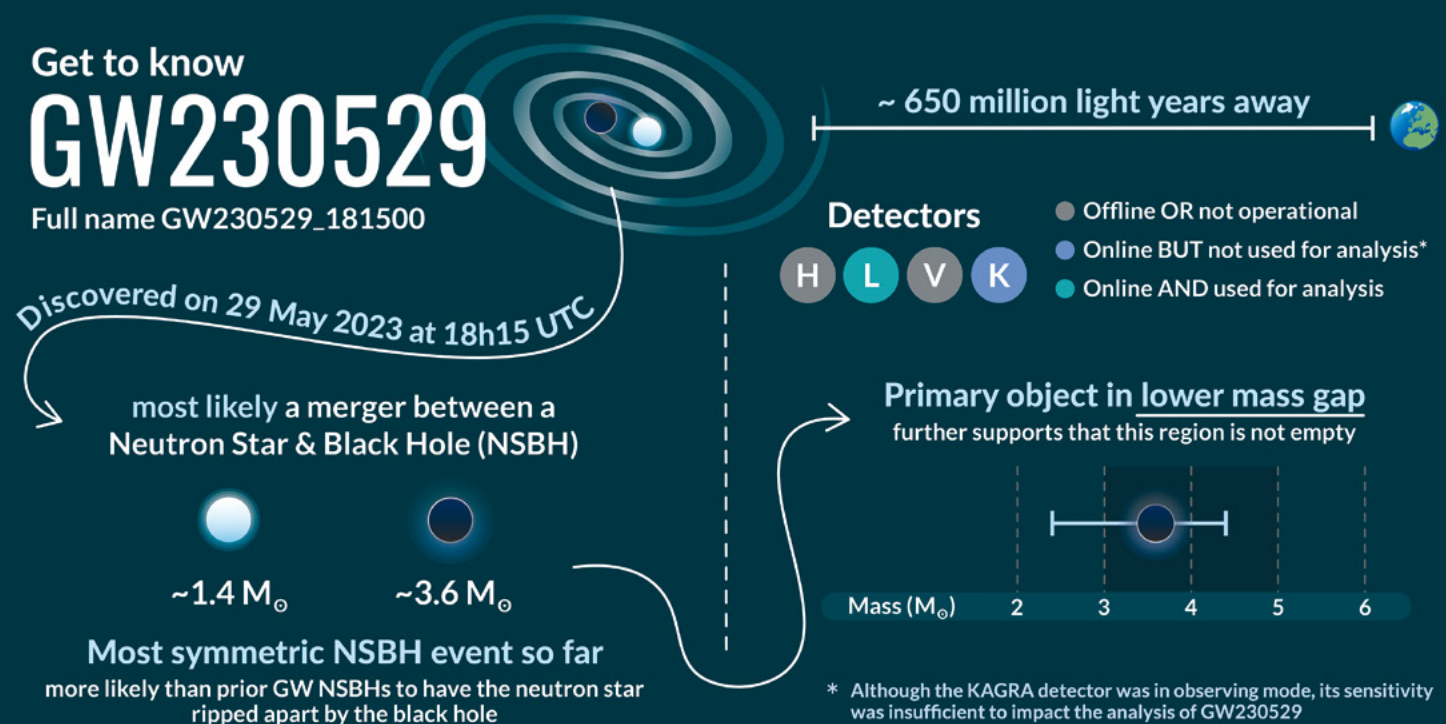 Get to know
GW230529
Full name GW230529_181500
~ 650 million light years away
Detectors
H L V K
Offline OR not operational
Online BUT not used for analysis*
Online AND used for analysis
Discovered on 29 May 2023 at 18h15 UTC
most likely a merger between a
Neutron Star & Black Hole (NSBH)
~1.4 M☉
~3.6 M☉
Most symmetric NSBH event so far
more likely than prior GW NSBHs to have the neutron star
ripped apart by the black hole
Primary object in lower mass gap
further supports that this region is not empty
Mass (M☉) 2 3 4 5 6
* Although the KAGRA detector was in observing mode, its sensitivity
was insufficient to impact the analysis of GW230529